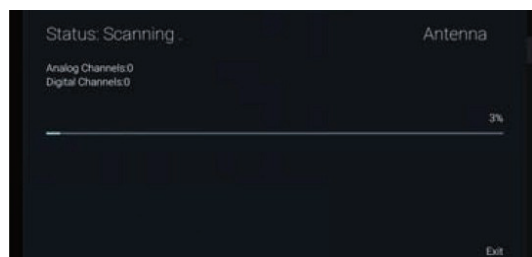 Status: Scanning .
Antenna
Analog Channels:0
Digital Channels:0
3%
Exit